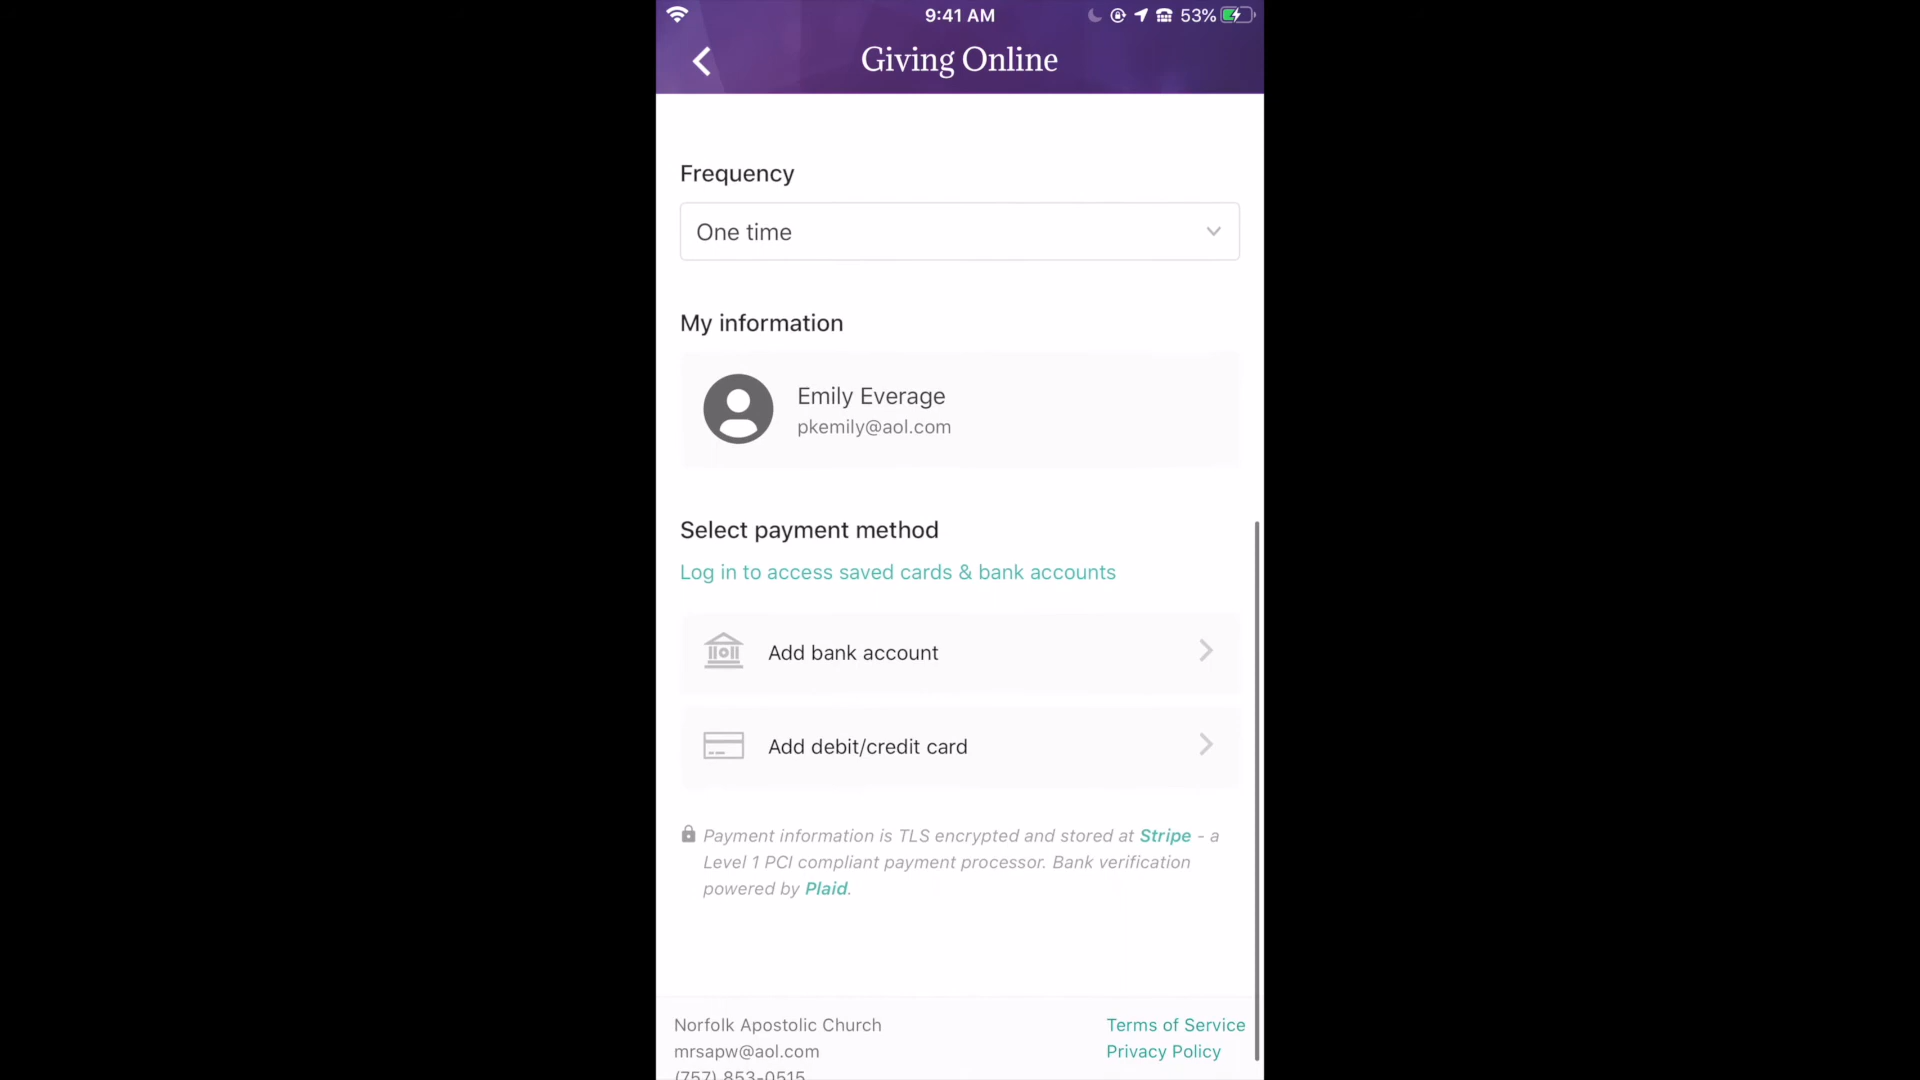 9:41 AM
53%
Giving Online
Frequency
One time
My information
Emily Everage
pkemily@aol.com
Select payment method
Log in to access saved cards & bank accounts
Add bank account
Add debit/credit card
Payment information is TLS encrypted and stored at Stripe - a
Level 1 PCI compliant payment processor. Bank verification
powered by Plaid.
Norfolk Apostolic Church
Terms of Service
mrsapw@aol.com
Privacy Policy
(757) 853-0515